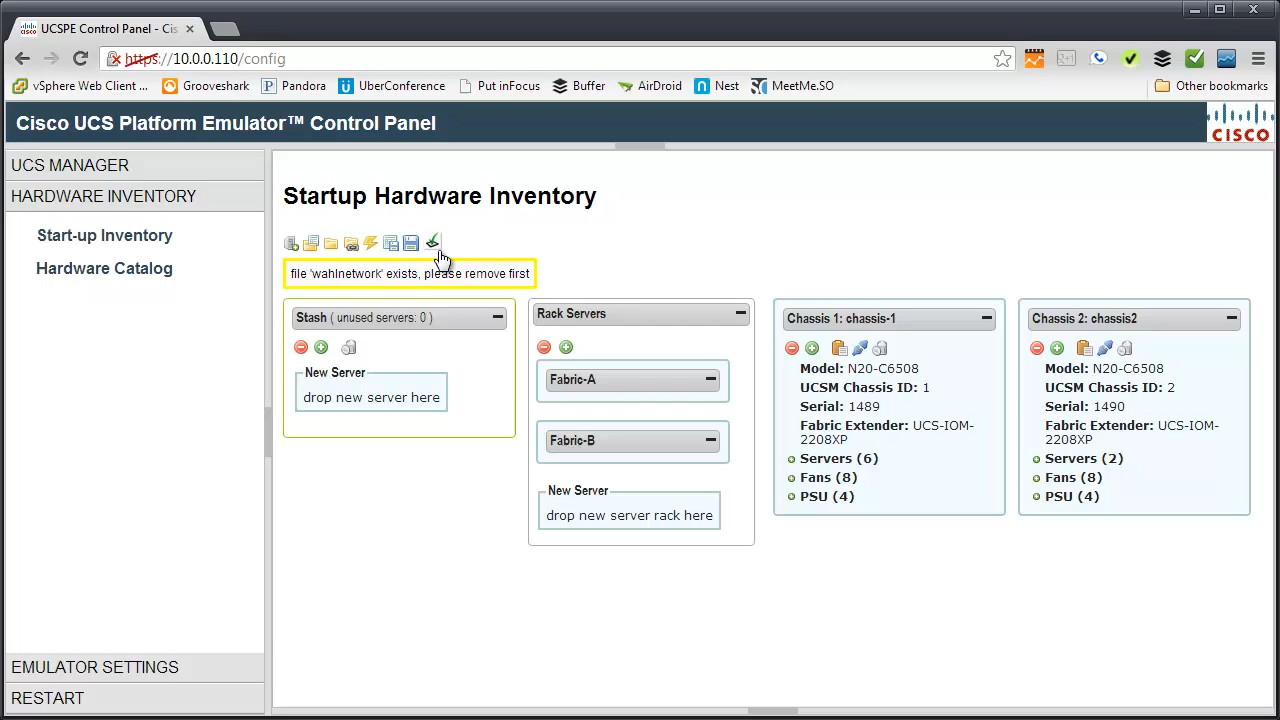 UCSPE Control Panel - Cis
https://10.0.0.110/config
vSphere Web Client ...
Grooveshark
Pandora
UberConference
Put inFocus
Buffer
AirDroid
Nest
MeetMe.SO
Other bookmarks
Cisco UCS Platform Emulator™ Control Panel
CISCO
UCS MANAGER
HARDWARE INVENTORY
Start-up Inventory
Hardware Catalog
EMULATOR SETTINGS
RESTART
Startup Hardware Inventory
file 'wahlnetwork' exists, please remove first
Stash ( unused servers: 0 )
New Server
drop new server here
Rack Servers
Fabric-A
Fabric-B
New Server
drop new server rack here
Chassis 1: chassis-1
Model: N20-C6508
UCSM Chassis ID: 1
Serial: 1489
Fabric Extender: UCS-IOM-
2208XP
Servers (6)
Fans (8)
PSU (4)
Chassis 2: chassis2
Model: N20-C6508
UCSM Chassis ID: 2
Serial: 1490
Fabric Extender: UCS-IOM-
2208XP
Servers (2)
Fans (8)
PSU (4)